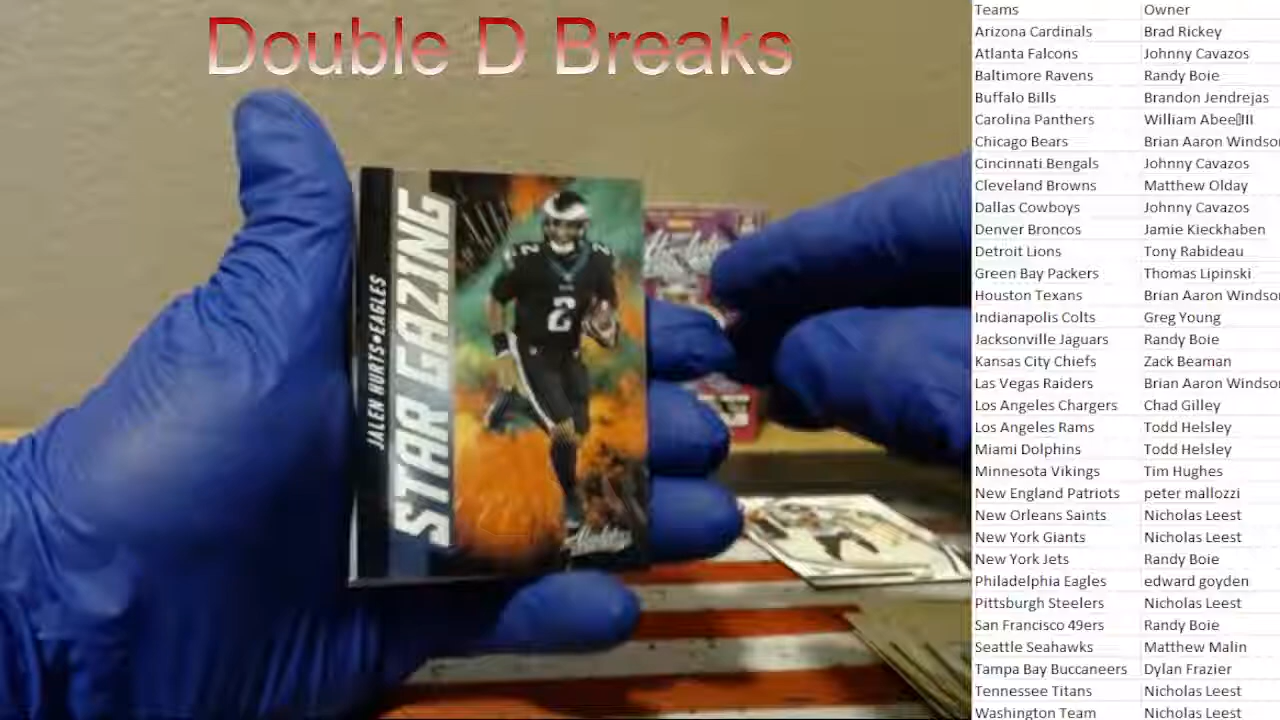 Double D Breaks
JALEN HURTS•EAGLES
STAR GAZING
2
Absolute
Teams Owner
Arizona Cardinals Brad Rickey
Atlanta Falcons Johnny Cavazos
Baltimore Ravens Randy Boie
Buffalo Bills Brandon Jendrejas
Carolina Panthers William Abee▯III
Chicago Bears Brian Aaron Windsor
Cincinnati Bengals Johnny Cavazos
Cleveland Browns Matthew Olday
Dallas Cowboys Johnny Cavazos
Denver Broncos Jamie Kieckhaben
Detroit Lions Tony Rabideau
Green Bay Packers Thomas Lipinski
Houston Texans Brian Aaron Windso
Indianapolis Colts Greg Young
Jacksonville Jaguars Randy Boie
Kansas City Chiefs Zack Beaman
Las Vegas Raiders Brian Aaron Windso
Los Angeles Chargers Chad Gilley
Los Angeles Rams Todd Helsley
Miami Dolphins Todd Helsley
Minnesota Vikings Tim Hughes
New England Patriots peter mallozzi
New Orleans Saints Nicholas Leest
New York Giants Nicholas Leest
New York Jets Randy Boie
Philadelphia Eagles edward goyden
Pittsburgh Steelers Nicholas Leest
San Francisco 49ers Randy Boie
Seattle Seahawks Matthew Malin
Tampa Bay Buccaneers Dylan Frazier
Tennessee Titans Nicholas Leest
Washington Team Nicholas Leest